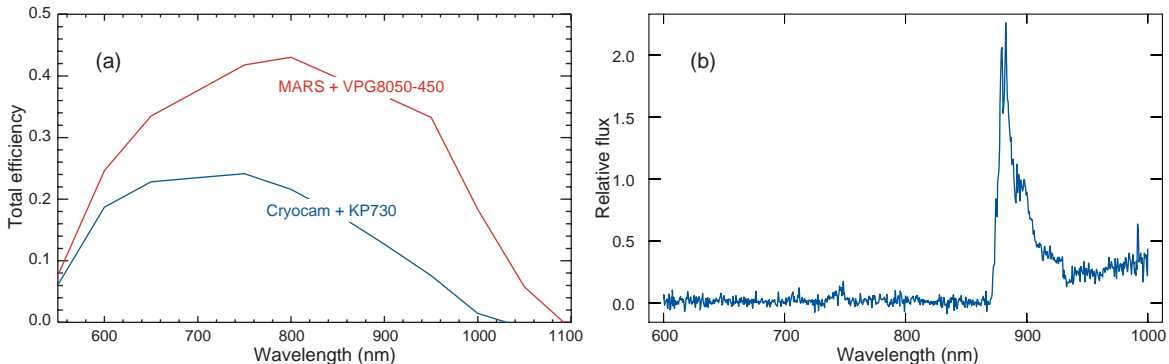 (a)
Total efficiency
0.5
0.4
0.3
0.2
0.1
0.0
MARS + VPG8050-450
Cryocam + KP730
600 700 800 900 1000 1100
Wavelength (nm)
(b)
Relative flux
2.0
1.5
1.0
0.5
0.0
600 700 800 900 1000
Wavelength (nm)